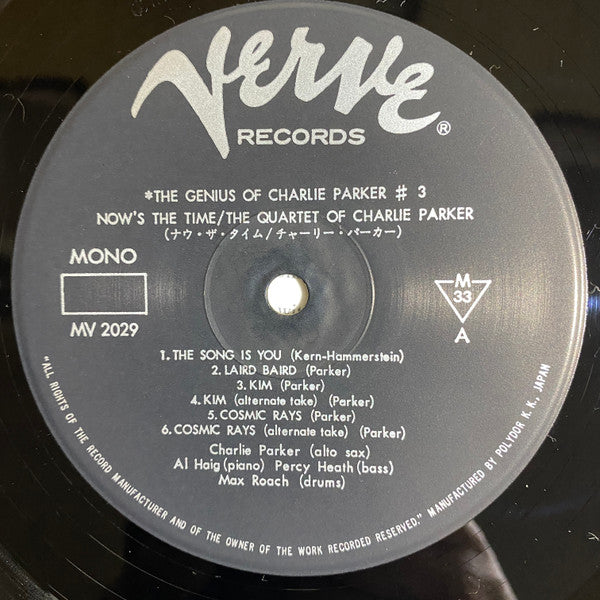 Verve
RECORDS ®
*THE GENIUS OF CHARLIE PARKER # 3
NOW'S THE TIME/THE QUARTET OF CHARLIE PARKER
(ナウ・ザ・タイム/チャーリー・パーカー)
MONO
MV 2029
M
33
A
1. THE SONG IS YOU (Kern-Hammerstein)
2. LAIRD BAIRD (Parker)
3. KIM (Parker)
4. KIM (alternate take) (Parker)
5. COSMIC RAYS (Parker)
6. COSMIC RAYS (alternate take) (Parker)
Charlie Parker (alto sax)
Al Haig (piano) Percy Heath (bass)
Max Roach (drums)
"ALL RIGHTS OF THE RECORD MANUFACTURER AND OF THE OWNER OF THE WORK RECORDED RESERVED." MANUFACTURED BY POLYDOR K.K., JAPAN